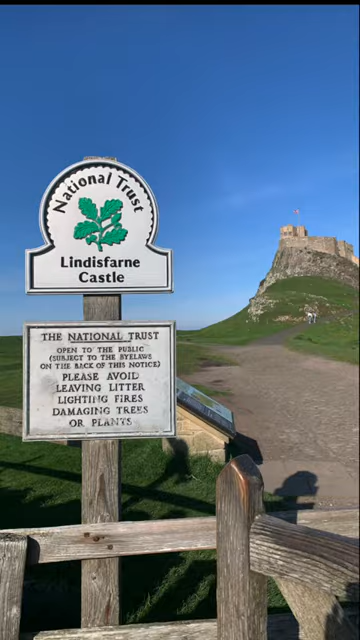 National Trust
Lindisfarne
Castle
THE NATIONAL TRUST
OPEN TO THE PUBLIC
(SUBJECT TO THE BYELAWS
ON THE BACK OF THIS NOTICE)
PLEASE AVOID
LEAVING LITTER
LIGHTING FIRES
DAMAGING TREES
OR PLANTS